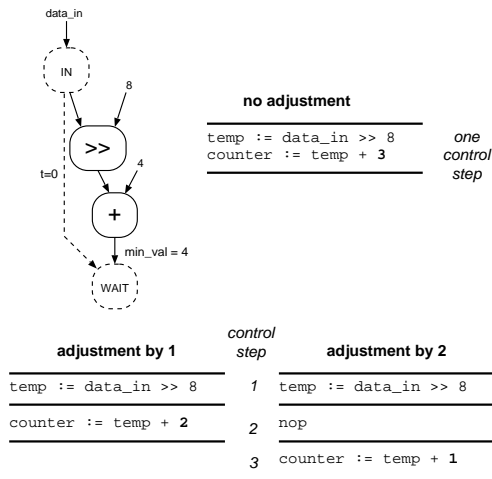 data_in
IN
8
>>
4
t=0
+
min_val = 4
WAIT
no adjustment
temp := data_in >> 8
counter := temp + 3
one
control
step
adjustment by 1
control
step
adjustment by 2
temp := data_in >> 8
1
temp := data_in >> 8
counter := temp + 2
2
nop
3
counter := temp + 1